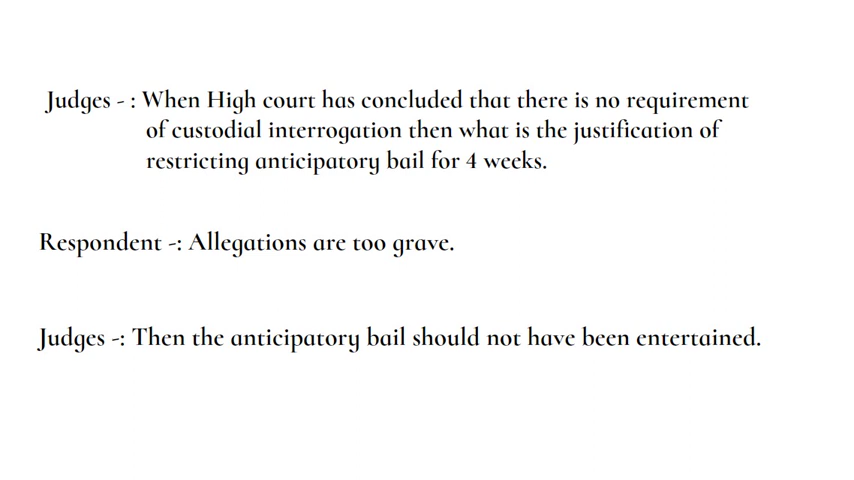 Judges - : When High court has concluded that there is no requirement
of custodial interrogation then what is the justification of
restricting anticipatory bail for 4 weeks.
Respondent -: Allegations are too grave.
Judges -: Then the anticipatory bail should not have been entertained.